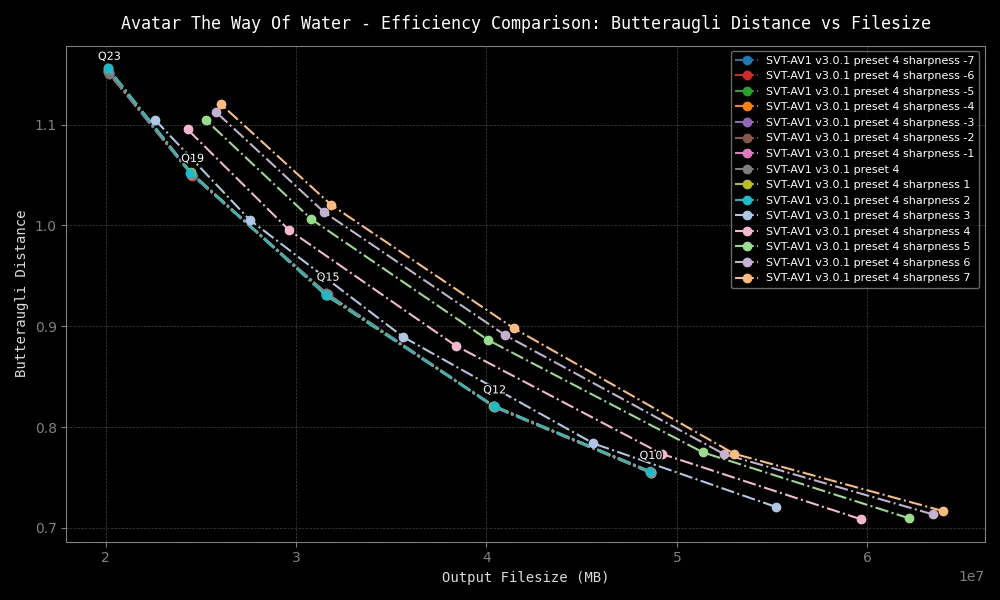 Avatar The Way Of Water - Efficiency Comparison: Butteraugli Distance vs Filesize
SVT-AV1 v3.0.1 preset 4 sharpness -7
SVT-AV1 v3.0.1 preset 4 sharpness -6
SVT-AV1 v3.0.1 preset 4 sharpness -5
SVT-AV1 v3.0.1 preset 4 sharpness -4
SVT-AV1 v3.0.1 preset 4 sharpness -3
SVT-AV1 v3.0.1 preset 4 sharpness -2
SVT-AV1 v3.0.1 preset 4 sharpness -1
SVT-AV1 v3.0.1 preset 4
SVT-AV1 v3.0.1 preset 4 sharpness 1
SVT-AV1 v3.0.1 preset 4 sharpness 2
SVT-AV1 v3.0.1 preset 4 sharpness 3
SVT-AV1 v3.0.1 preset 4 sharpness 4
SVT-AV1 v3.0.1 preset 4 sharpness 5
SVT-AV1 v3.0.1 preset 4 sharpness 6
SVT-AV1 v3.0.1 preset 4 sharpness 7
Q23
Q19
Q15
Q12
Q10
Butteraugli Distance
1.1
1.0
0.9
0.8
0.7
2
3
4
5
6
1e7
Output Filesize (MB)